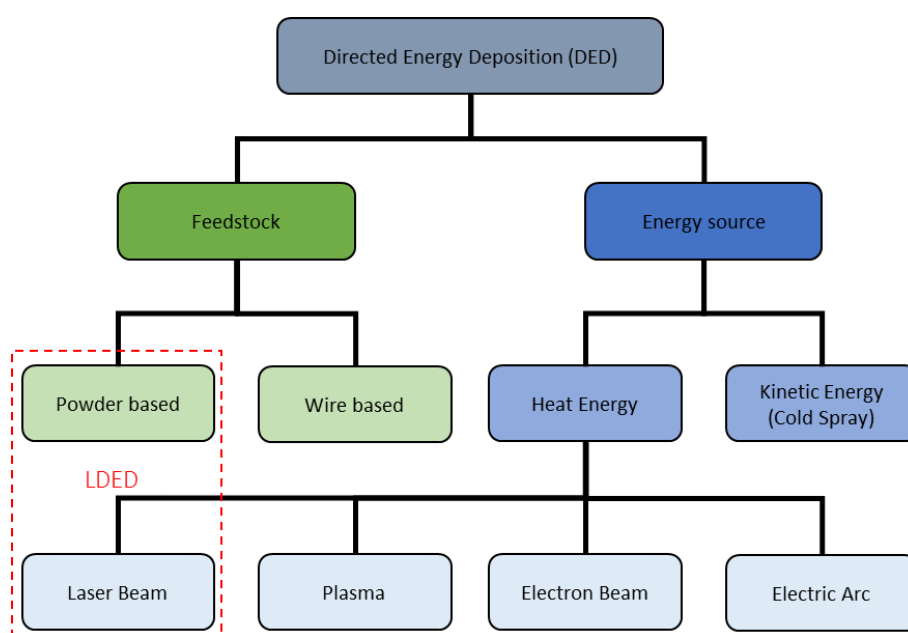 Directed Energy Deposition (DED)
Feedstock
Energy source
Powder based
Wire based
Heat Energy
Kinetic Energy
(Cold Spray)
LDED
Laser Beam
Plasma
Electron Beam
Electric Arc